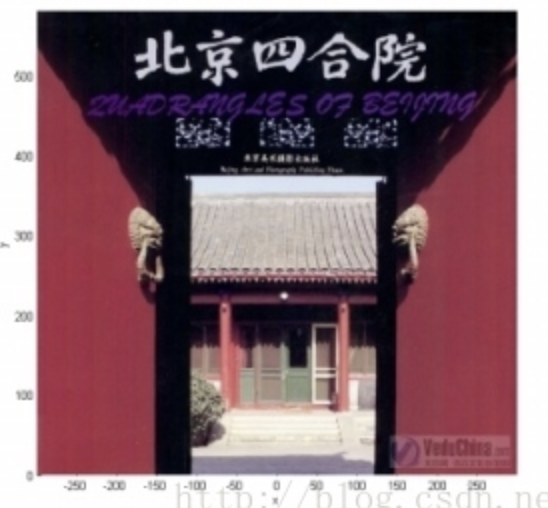 北京四合院
QUADRANGLES OF BEIJING
北京美术摄影出版社
Beijing Arts and Photography Publishing House
500
400
300
200
100
0
y
-250 -200 -150 -100 -50 0 50 100 150 200 250
x
VeduChina
http://blog.csdn.ne